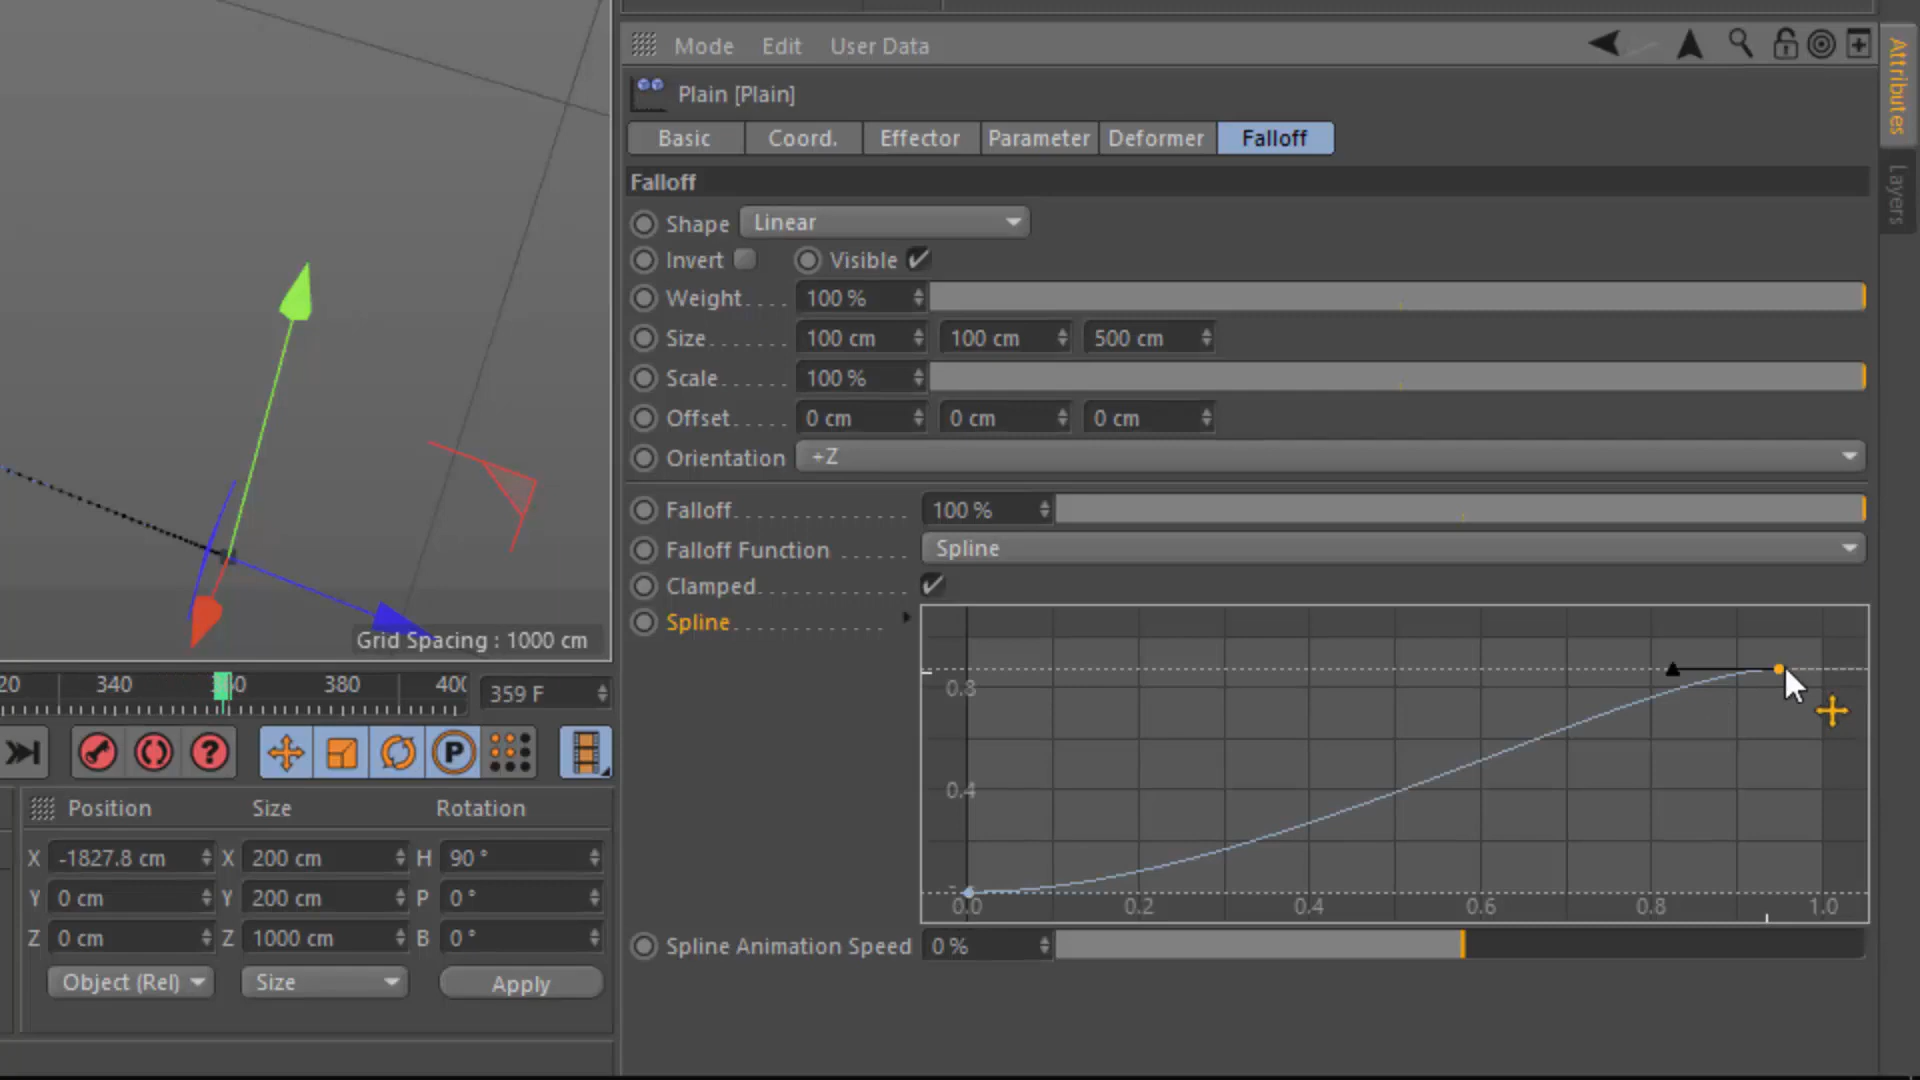 Mode Edit User Data
Plain [Plain]
Basic Coord. Effector Parameter Deformer Falloff
Falloff
Shape Linear
Invert Visible
Weight.... 100 %
Size....... 100 cm 100 cm 500 cm
Scale...... 100 %
Offset..... 0 cm 0 cm 0 cm
Orientation +Z
Falloff 100 %
Falloff Function Spline
Clamped
Spline
0.8
0.4
0.0 0.2 0.4 0.6 0.8 1.0
Spline Animation Speed 0 %
Attributes
Layers
Grid Spacing : 1000 cm
20 340 380 359 F
P
Position Size Rotation
X -1827.8 cm X 200 cm H 90 °
Y 0 cm Y 200 cm P 0 °
Z 0 cm Z 1000 cm B 0 °
Object (Rel) Size Apply